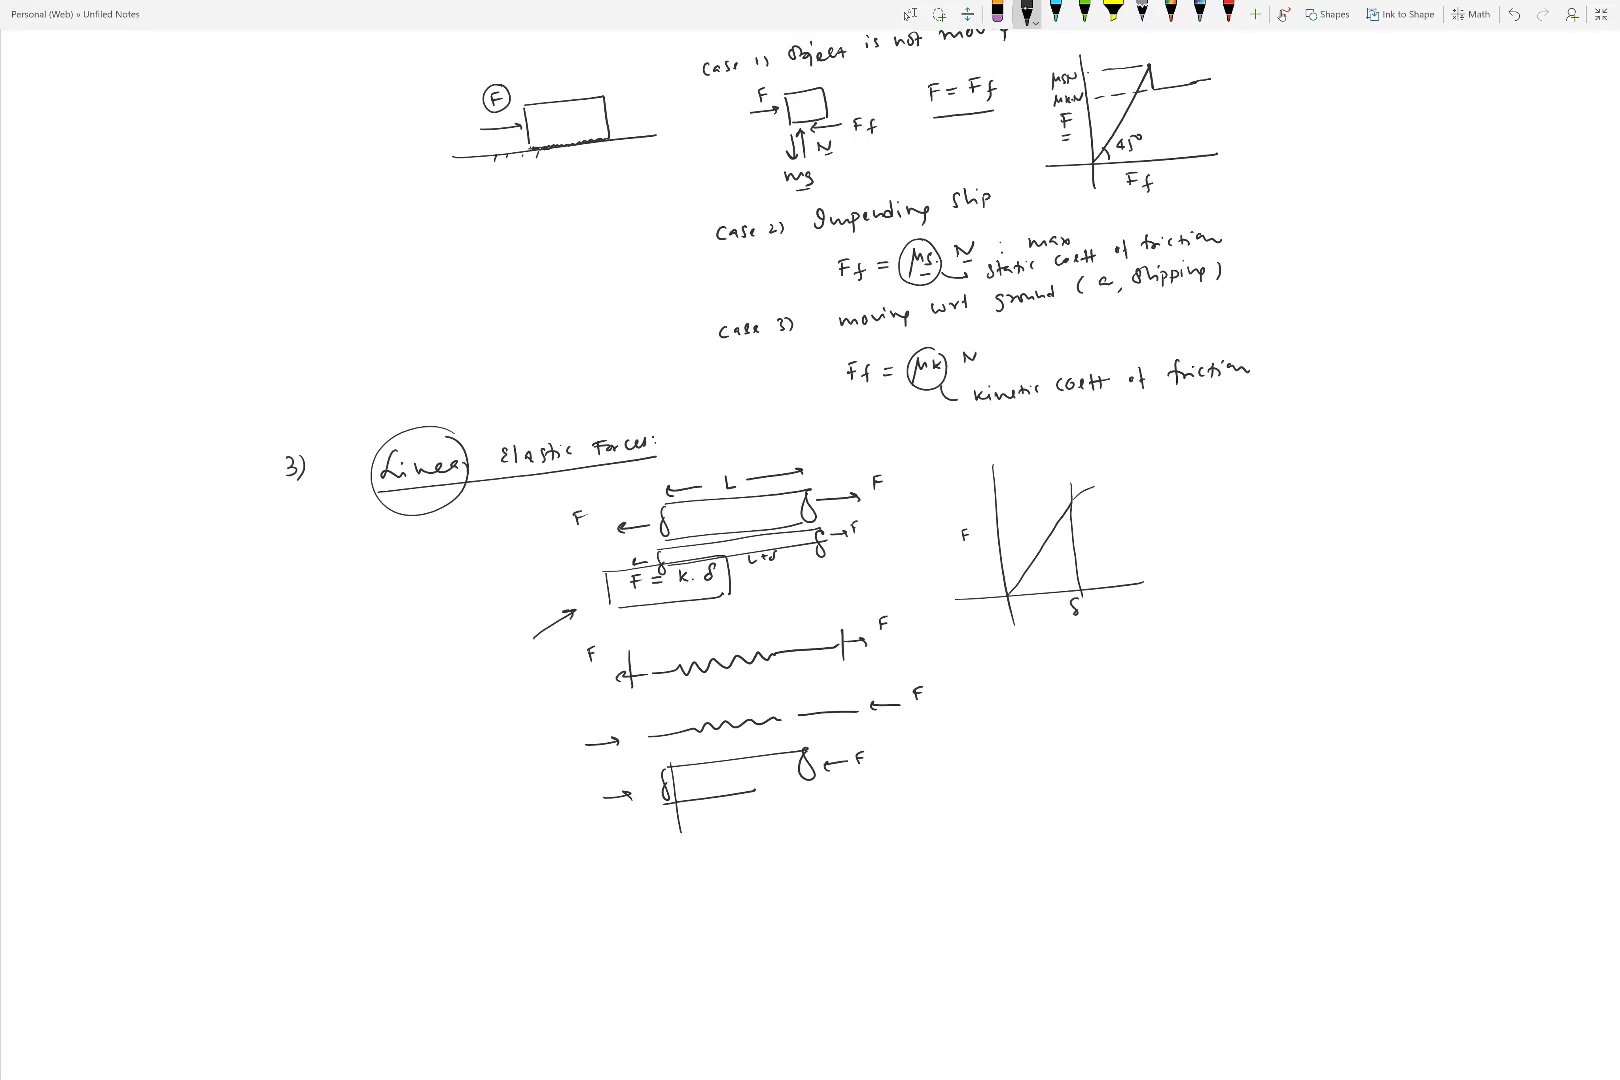 Personal (Web) » Unfiled Notes
Shapes
Ink to Shape
Math
Case 1) Object is not mov
F
F
Ff
N
mg
F = Ff
μsN
μkN
F
45°
Ff
Case 2) Impending slip
Ff = μs N : max
static coeff of friction
Case 3) moving wrt ground ( slipping)
Ff = μk N
kinetic coeff of friction
3) Linear Elastic Forces:
L
F
F
F
L+δ
F = k. δ
F
δ
F
F
F
F